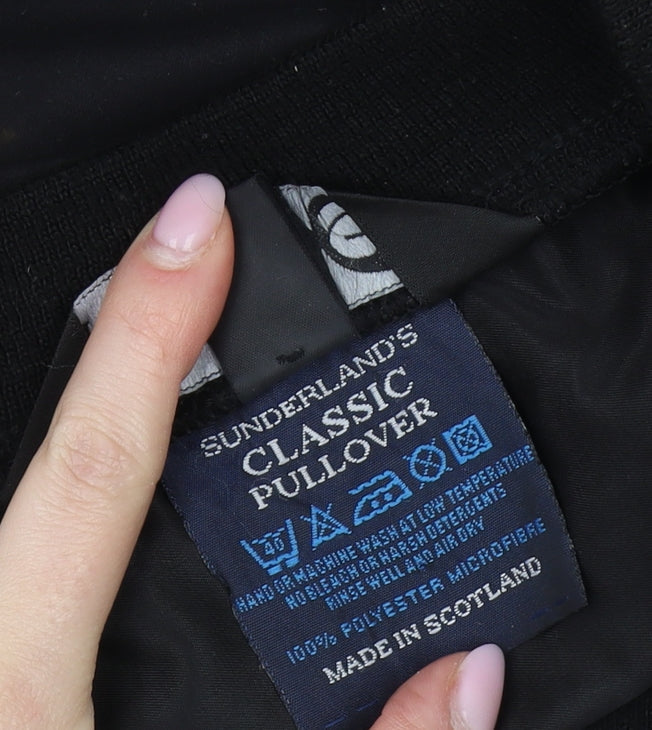 SUNDERLAND'S
CLASSIC
PULLOVER
40
HAND OR MACHINE WASH AT LOW TEMPERATURE
NO BLEACH OR HARSH DETERGENTS
RINSE WELL AND AIR DRY
100% POLYESTER MICROFIBRE
MADE IN SCOTLAND